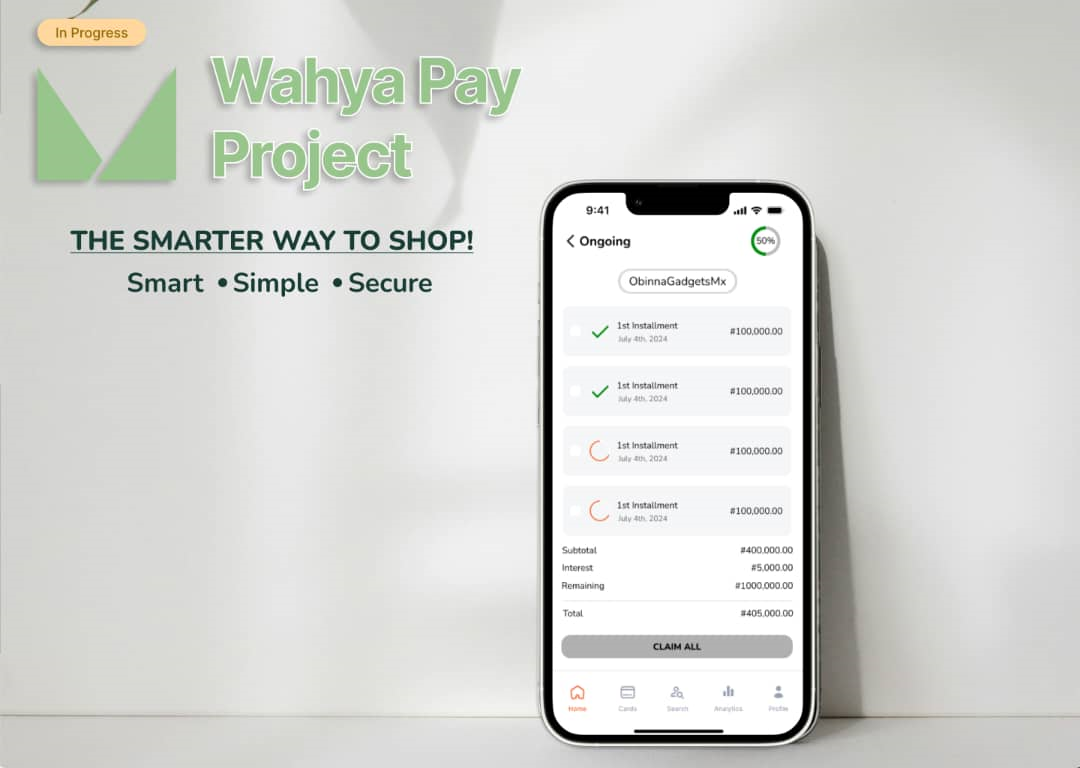 In Progress
Wahya Pay
Project
THE SMARTER WAY TO SHOP!
Smart • Simple • Secure
9:41
Ongoing
50%
ObinnaGadgetsMx
1st Installment
#100,000.00
July 4th, 2024
1st Installment
#100,000.00
July 4th, 2024
1st Installment
#100,000.00
July 4th, 2024
1st Installment
#100,000.00
July 4th, 2024
Subtotal #400,000.00
Interest #5,000.00
Remaining #1000,000.00
Total #405,000.00
CLAIM ALL
Home Cards Search Analytics Profile